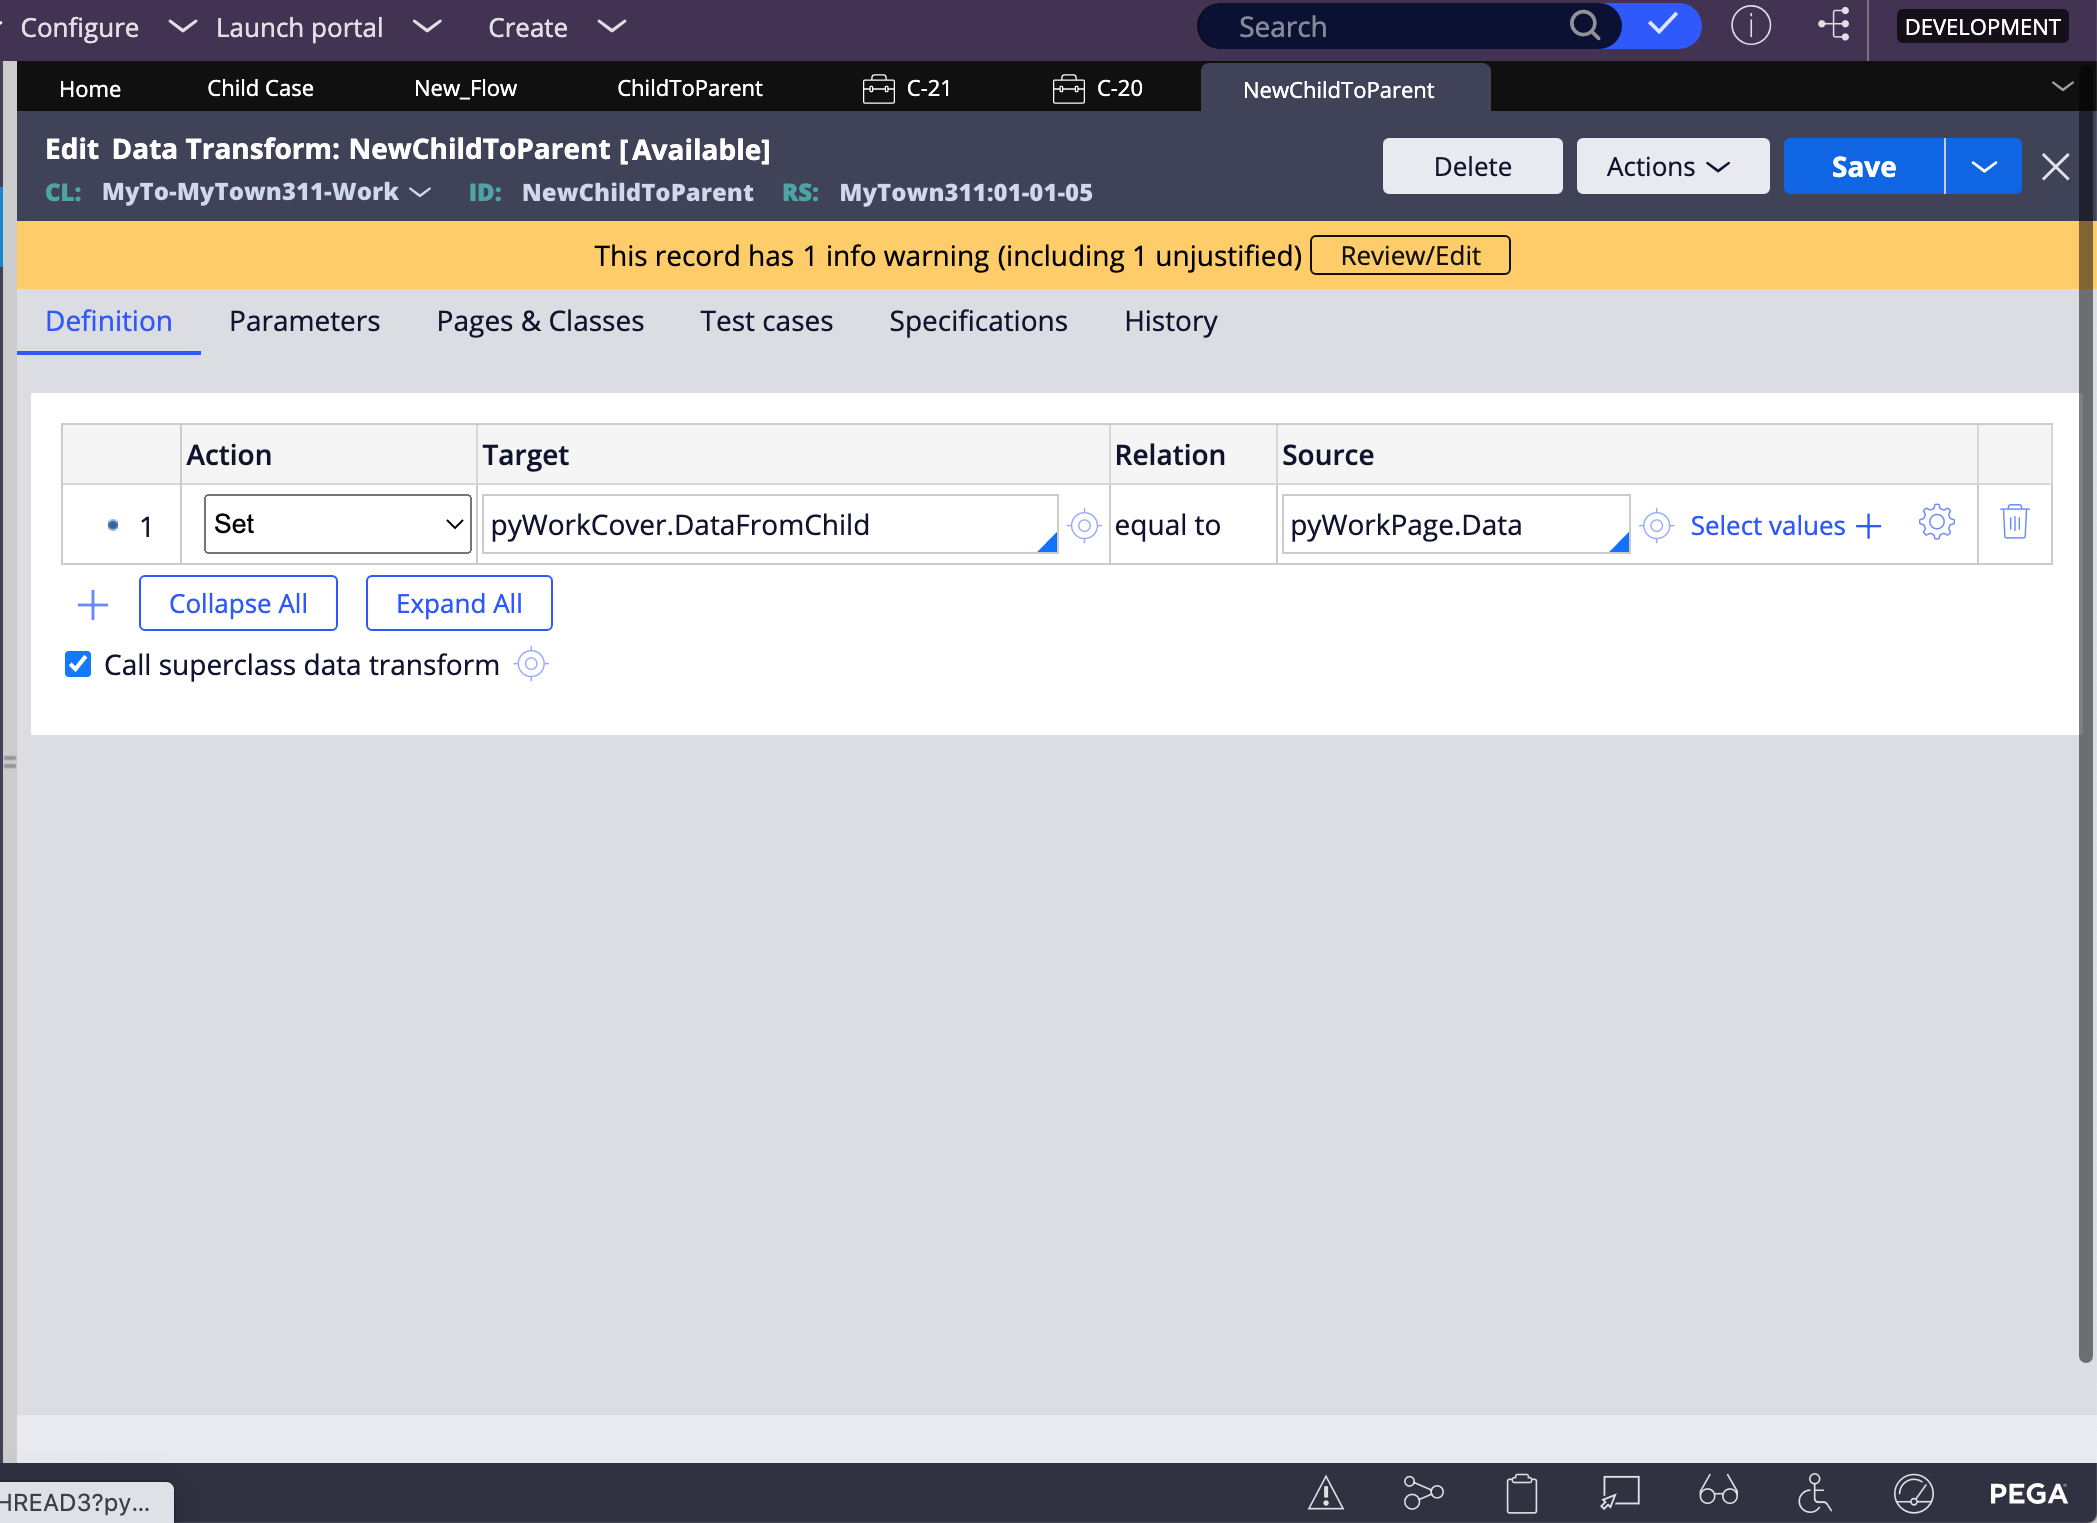 Configure Launch portal Create Search DEVELOPMENT
Home Child Case New_Flow ChildToParent C-21 C-20 NewChildToParent
Edit Data Transform: NewChildToParent [Available]
Delete Actions Save
CL: MyTo-MyTown311-Work ID: NewChildToParent RS: MyTown311:01-01-05
This record has 1 info warning (including 1 unjustified) Review/Edit
Definition Parameters Pages & Classes Test cases Specifications History
Action Target Relation Source
1 Set pyWorkCover.DataFromChild equal to pyWorkPage.Data Select values
Collapse All Expand All
Call superclass data transform
HREAD3?py...
PEGA